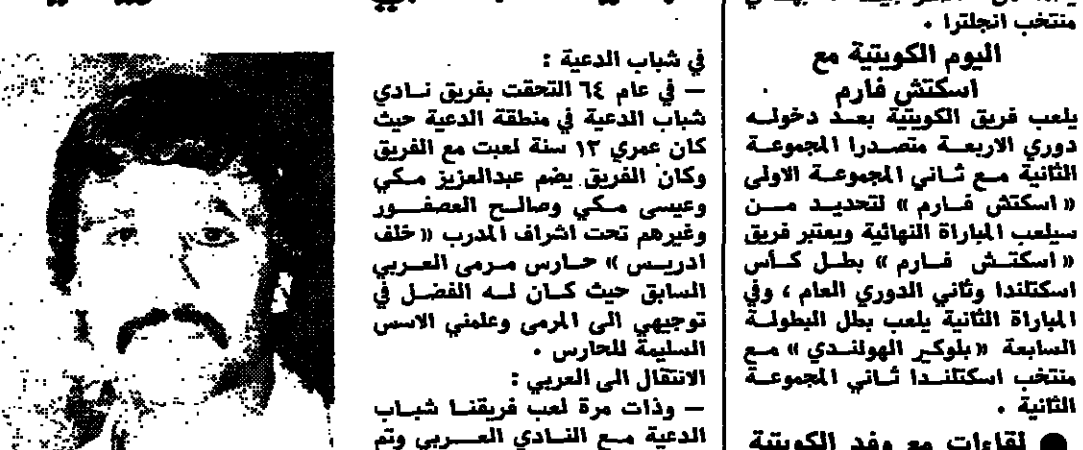 منتخب انجلترا .
اليوم الكويتية مع
اسكتش فارم
يلعب فريق الكويتية بعد دخوله
دوري الاربعة متصدرا المجموعة
الثانية مع ثاني المجموعة الاولى
« اسكتش فارم » لتحديد من
سيلعب المباراة النهائية ويعتبر فريق
« اسكتش فارم » بطل كأس
اسكتلندا وثاني الدوري العام ، وفي
المباراة الثانية يلعب بطل البطولة
السابعة « بلوكير الهولندي » مع
منتخب اسكتلندا ثاني المجموعة
الثانية .
● لقاءات مع وفد الكويتية
في شباب الدعية :
— في عام ٦٤ التحقت بفريق نادي
شباب الدعية في منطقة الدعية حيث
كان عمري ١٢ سنة لعبت مع الفريق
وكان الفريق يضم عبدالعزيز مكي
وعيسى مكي وصالح العصفور
وغيرهم تحت اشراف المدرب « خلف
ادريس » حارس مرمى العربي
السابق حيث كان له الفضل في
توجيهي الى المرمى وعلمني الاسس
السليمة للحارس .
الانتقال الى العربي :
— وذات مرة لعب فريقنا شباب
الدعية مع النادي العربي وتم